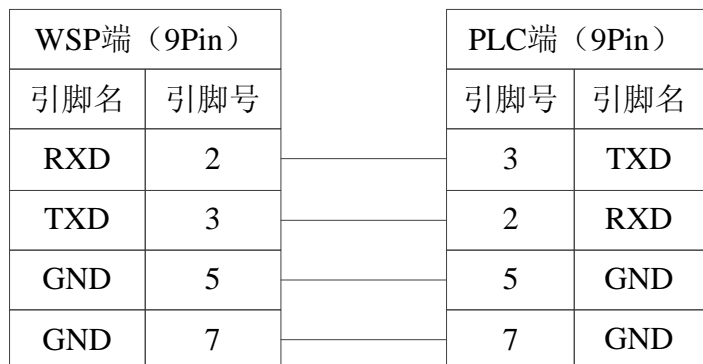 WSP端（9Pin） PLC端（9Pin）
引脚名 引脚号 引脚号 引脚名
RXD 2 3 TXD
TXD 3 2 RXD
GND 5 5 GND
GND 7 7 GND